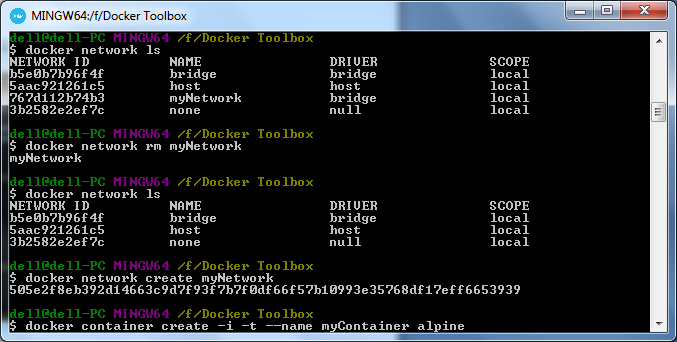 MINGW64:/f/Docker Toolbox
dell@dell-PC MINGW64 /f/Docker Toolbox
$ docker network ls
NETWORK ID NAME DRIVER SCOPE
b5e0b7b96f4f bridge bridge local
5aac921261c5 host host local
767d112b74b3 myNetwork bridge local
3b2582e2ef7c none null local
dell@dell-PC MINGW64 /f/Docker Toolbox
$ docker network rm myNetwork
myNetwork
dell@dell-PC MINGW64 /f/Docker Toolbox
$ docker network ls
NETWORK ID NAME DRIVER SCOPE
b5e0b7b96f4f bridge bridge local
5aac921261c5 host host local
3b2582e2ef7c none null local
dell@dell-PC MINGW64 /f/Docker Toolbox
$ docker network create myNetwork
505e2f8eb392d14663c9d7f93f7b7f0df66f57b10993e35768df17eff6653939
dell@dell-PC MINGW64 /f/Docker Toolbox
$ docker container create -i -t --name myContainer alpine